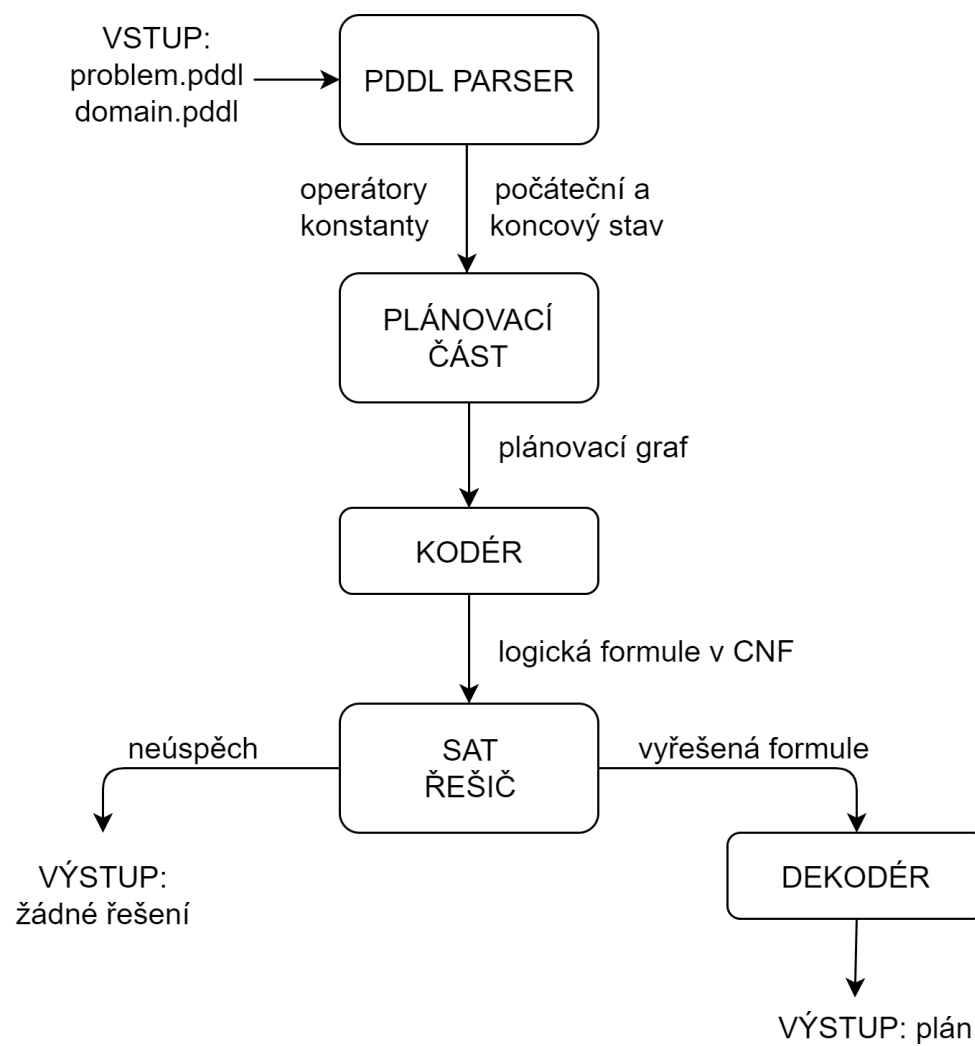 VSTUP:
problem.pddl
domain.pddl
PDDL PARSER
operátory
konstanty
počáteční a
koncový stav
PLÁNOVACÍ
ČÁST
plánovací graf
KODÉR
logická formule v CNF
SAT
ŘEŠIČ
neúspěch
vyřešená formule
VÝSTUP:
žádné řešení
DEKODÉR
VÝSTUP: plán